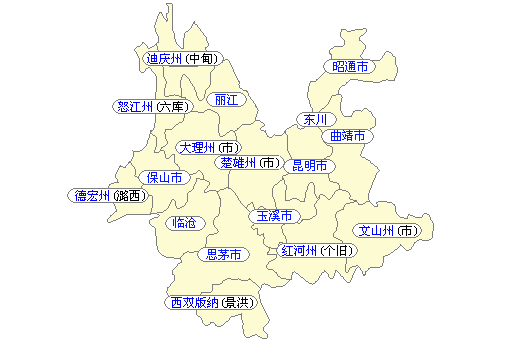 迪庆州 (中甸)
昭通市
丽江
怒江州 (六库)
东川
曲靖市
大理州 (市)
楚雄州 (市)
昆明市
保山市
德宏州 (潞西)
玉溪市
临沧
文山州 (市)
思茅市
红河州 (个旧)
西双版纳 (景洪)